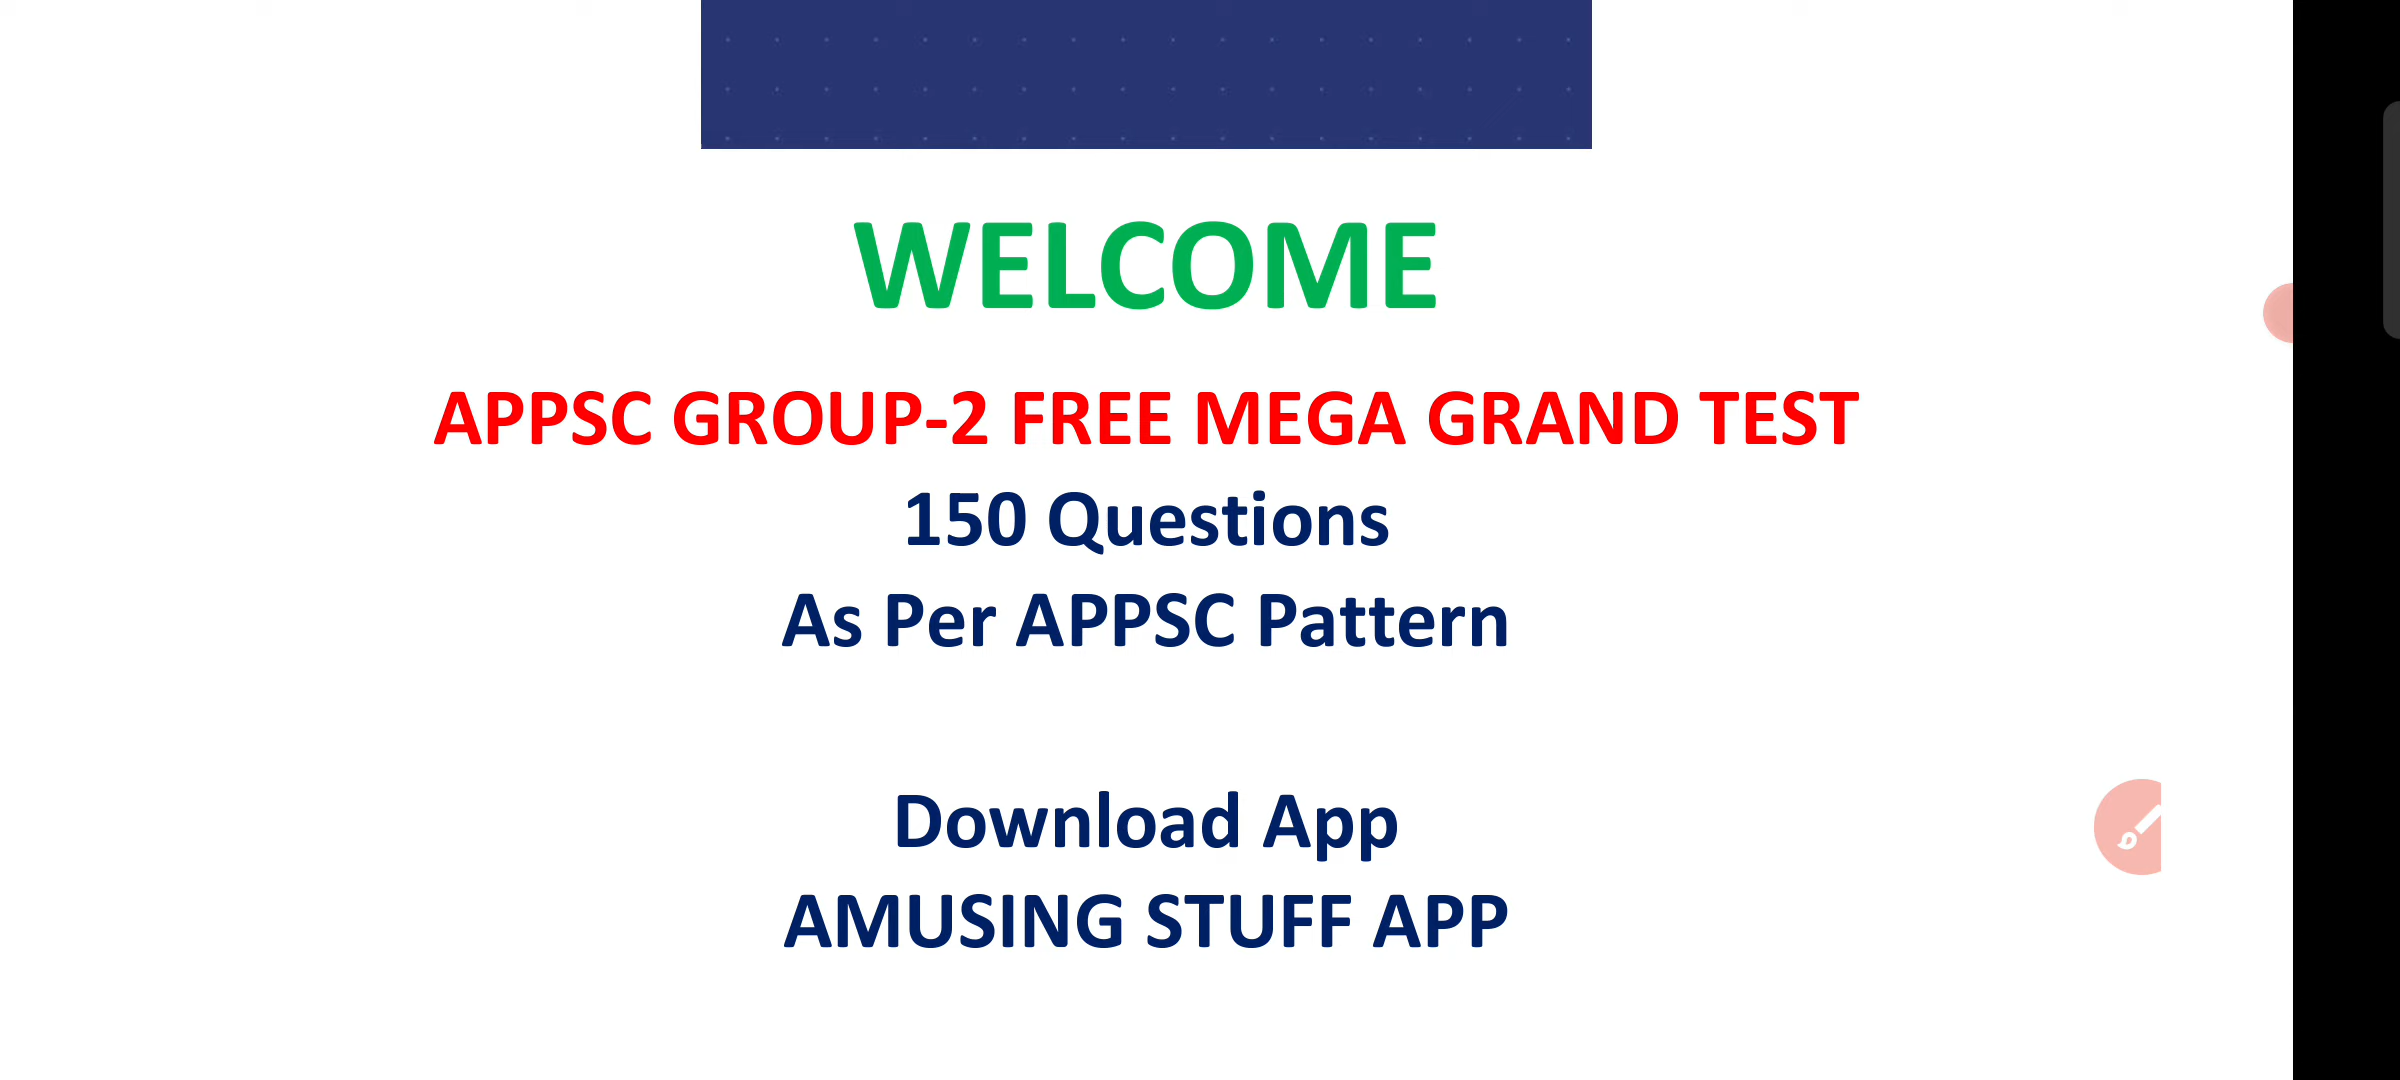 WELCOME
APPSC GROUP-2 FREE MEGA GRAND TEST
150 Questions
As Per APPSC Pattern
Download App
AMUSING STUFF APP